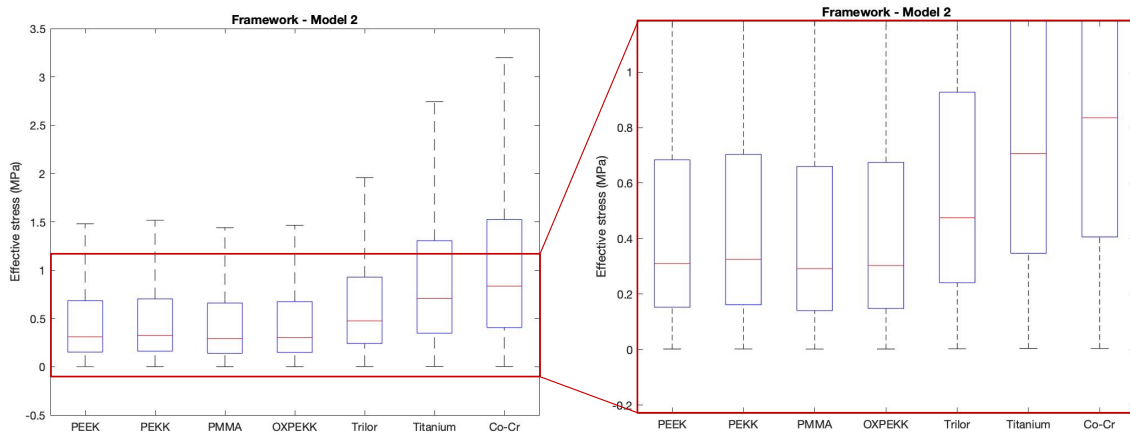 Framework - Model 2
Effective stress (MPa)
3.5
3
2.5
2
1.5
1
0.5
0
-0.5
PEEK PEKK PMMA OXPEKK Trilor Titanium Co-Cr
Framework - Model 2
Effective stress (MPa)
1
0.8
0.6
0.4
0.2
0
-0.2
PEEK PEKK PMMA OXPEKK Trilor Titanium Co-Cr